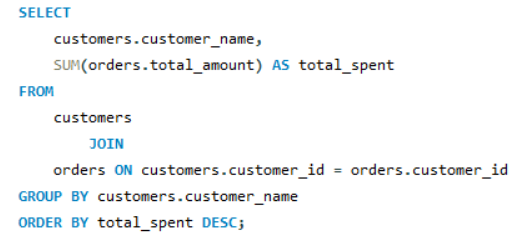 SELECT
    customers.customer_name,
    SUM(orders.total_amount) AS total_spent
FROM
    customers
        JOIN
    orders ON customers.customer_id = orders.customer_id
GROUP BY customers.customer_name
ORDER BY total_spent DESC;